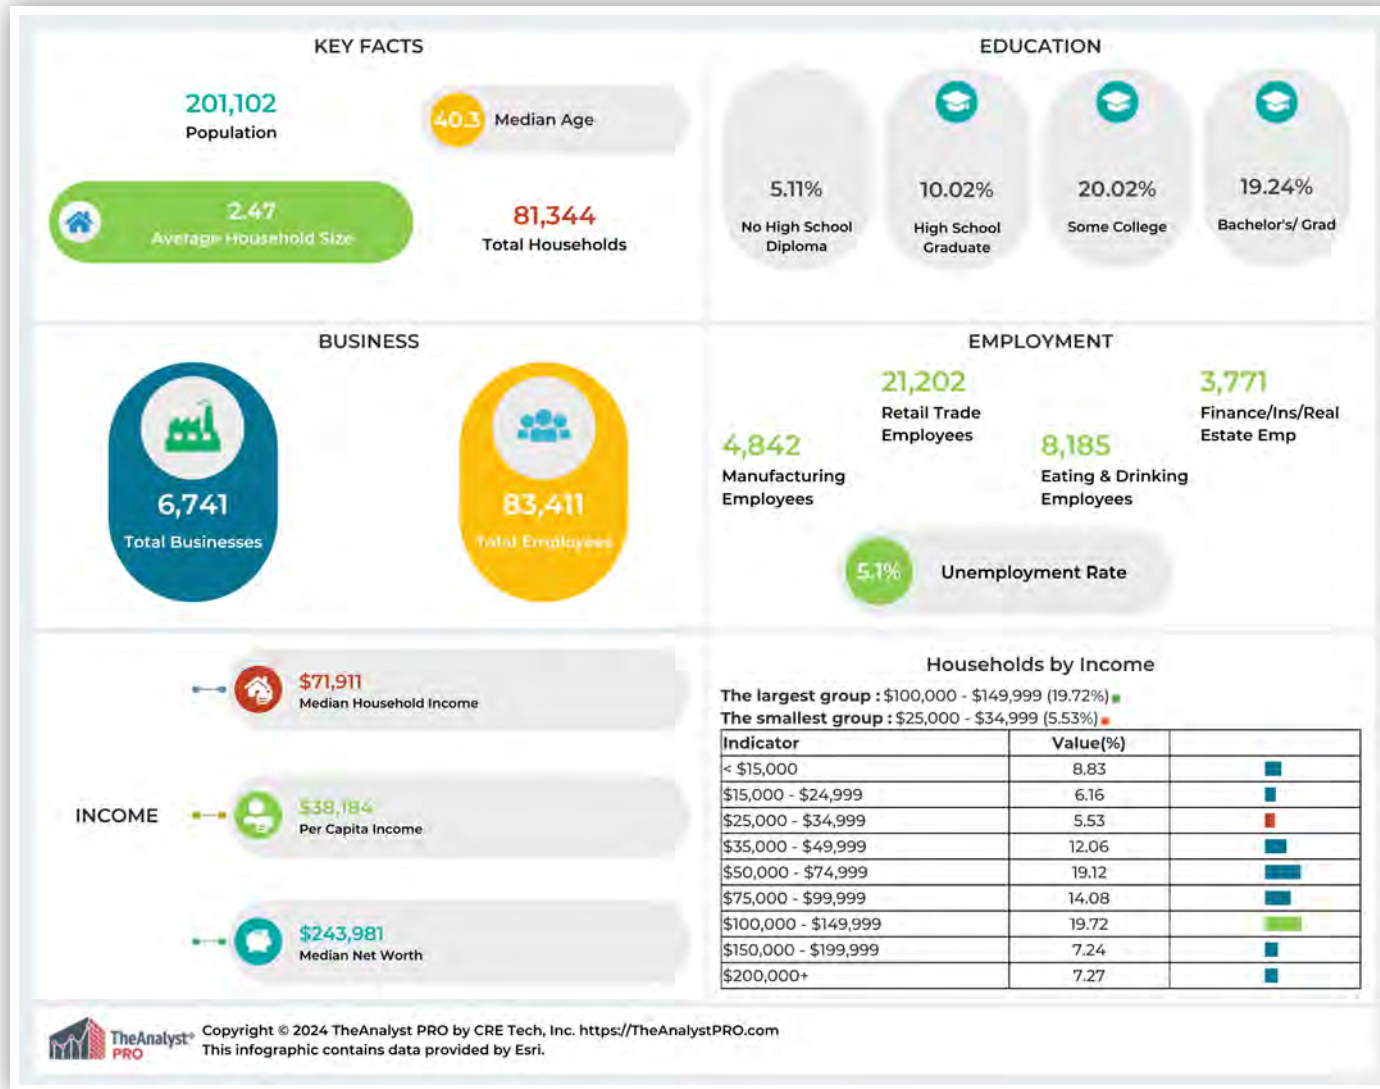 KEY FACTS
201,102
Population
40.3 Median Age
2.47
Average Household Size
81,344
Total Households
EDUCATION
5.11%
No High School
Diploma
10.02%
High School
Graduate
20.02%
Some College
19.24%
Bachelor's/ Grad
BUSINESS
6,741
Total Businesses
83,411
Total Employees
EMPLOYMENT
4,842
Manufacturing
Employees
21,202
Retail Trade
Employees
8,185
Eating & Drinking
Employees
3,771
Finance/Ins/Real
Estate Emp
5.1% Unemployment Rate
INCOME
$71,911
Median Household Income
$38,184
Per Capita Income
$243,981
Median Net Worth
Households by Income
The largest group : $100,000 - $149,999 (19.72%)
The smallest group : $25,000 - $34,999 (5.53%)
Indicator Value(%)
< $15,000 8.83
$15,000 - $24,999 6.16
$25,000 - $34,999 5.53
$35,000 - $49,999 12.06
$50,000 - $74,999 19.12
$75,000 - $99,999 14.08
$100,000 - $149,999 19.72
$150,000 - $199,999 7.24
$200,000+ 7.27
TheAnalyst®
PRO
Copyright © 2024 TheAnalyst PRO by CRE Tech, Inc. https://TheAnalystPRO.com
This infographic contains data provided by Esri.